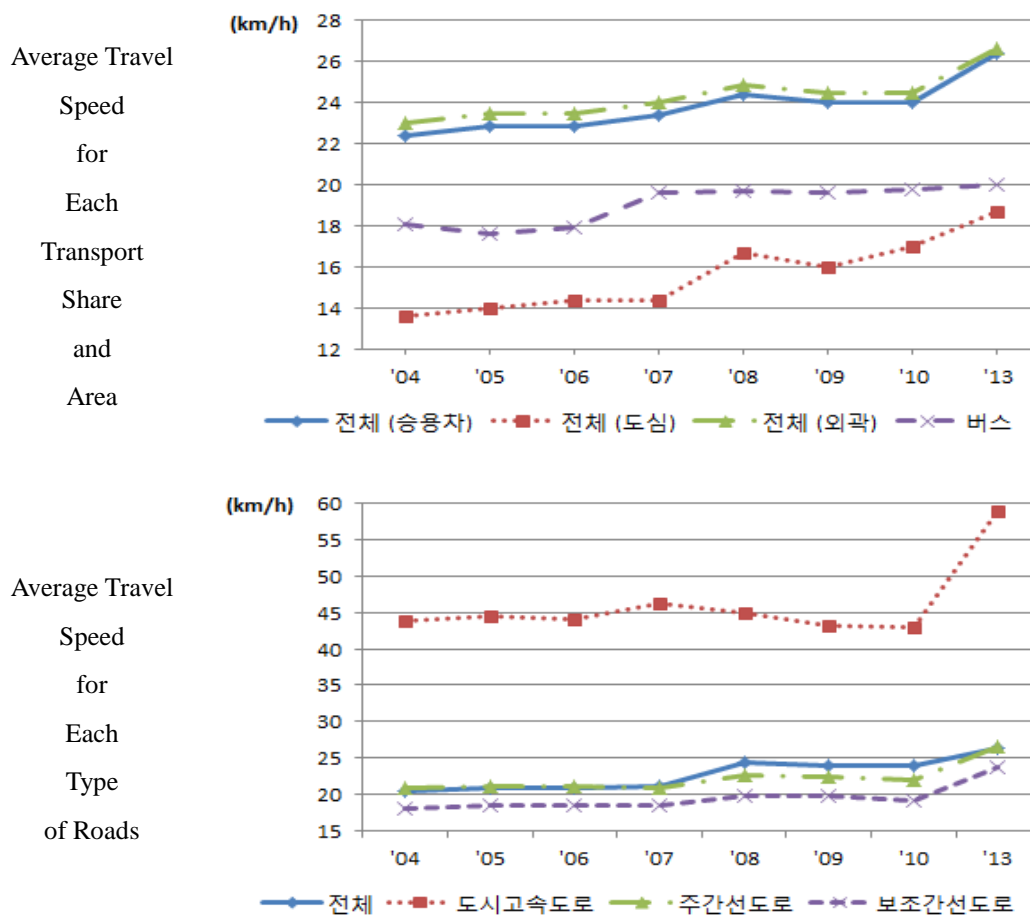 Average Travel
Speed
for
Each
Transport
Share
and
Area
(km/h)
28
26
24
22
20
18
16
14
12
'04 '05 '06 '07 '08 '09 '10 '13
전체 (승용차) 전체 (도심) 전체 (외곽) 버스
Average Travel
Speed
for
Each
Type
of Roads
(km/h)
60
55
50
45
40
35
30
25
20
15
'04 '05 '06 '07 '08 '09 '10 '13
전체 도시고속도로 주간선도로 보조간선도로